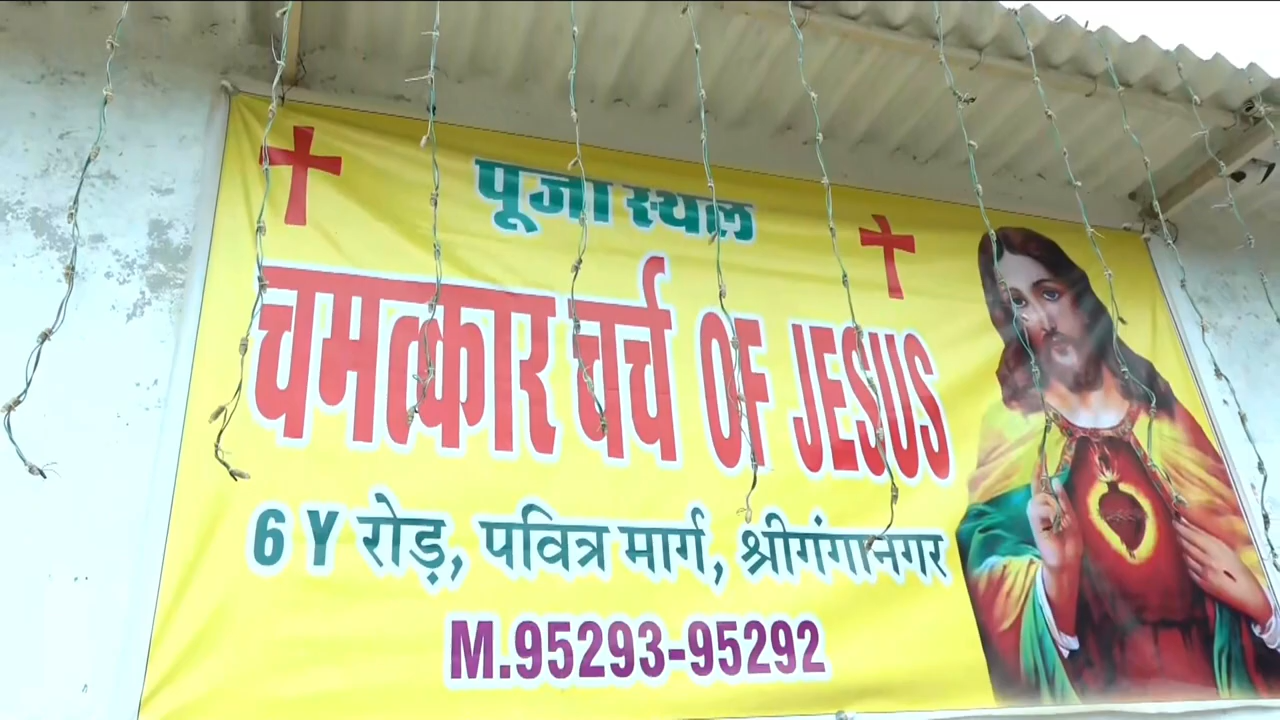 पूजा स्थल
चमत्कार चर्च OF JESUS
6 Y रोड़, पवित्र मार्ग, श्रीगंगानगर
M.95293-95292